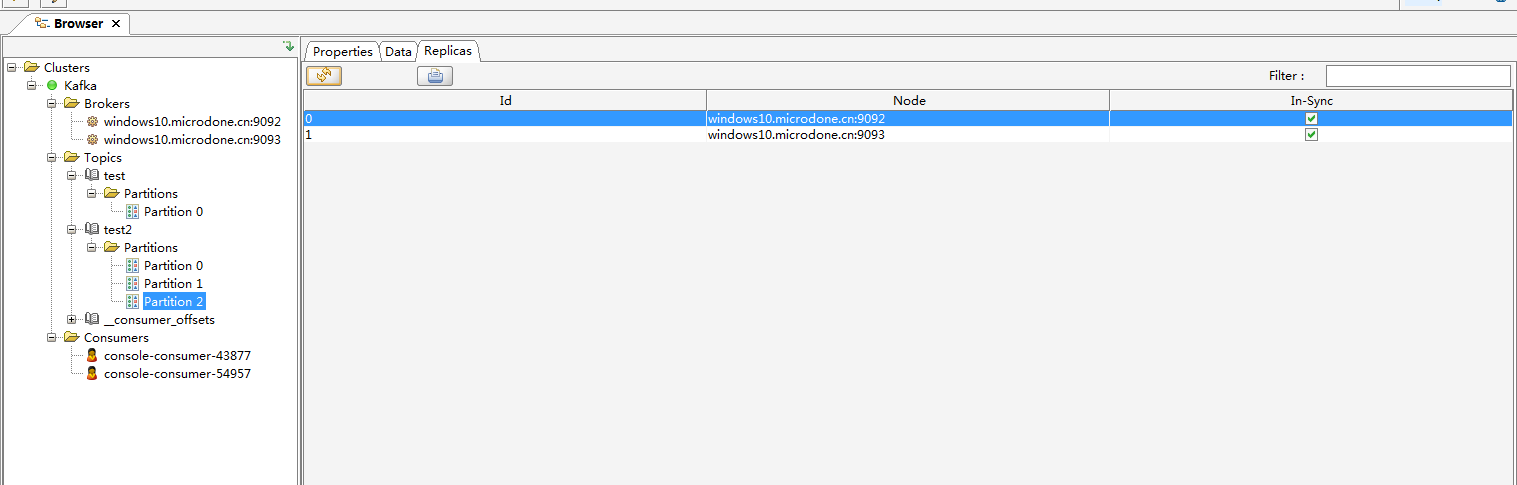 Browser
Clusters
Kafka
Brokers
windows10.microdone.cn:9092
windows10.microdone.cn:9093
Topics
test
Partitions
Partition 0
test2
Partitions
Partition 0
Partition 1
Partition 2
__consumer_offsets
Consumers
console-consumer-43877
console-consumer-54957
Properties Data Replicas
Filter :
Id Node In-Sync
0 windows10.microdone.cn:9092
1 windows10.microdone.cn:9093